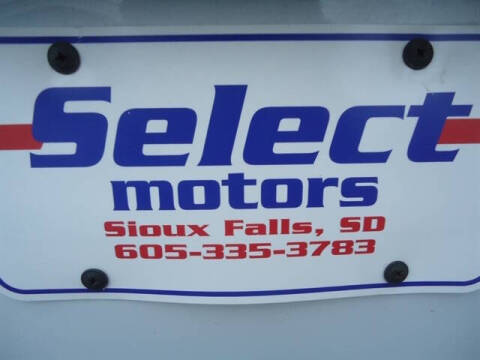 Select
motors
Sioux Falls, SD
605-335-3783